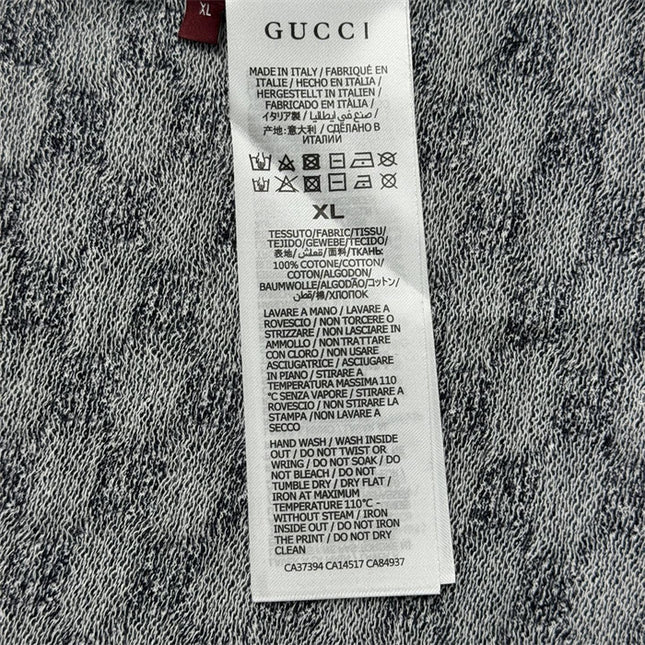 XL
GUCCI
MADE IN ITALY / FABRIQUÉ EN
ITALIE / HECHO EN ITALIA /
HERGESTELLT IN ITALIEN /
FABRICADO EM ITÀLIA /
イタリア製 / صنع في ايطاليا /
产地:意大利 / СДЕЛАНО В
ИТАЛИИ
XL
TESSUTO/FABRIC/TISSU/
TEJIDO/GEWEBE/TECIDO/
表地/قماش/面料/ТКАНЬ:
100% COTONE/COTTON/
COTON/ALGODON/
BAUMWOLLE/ALGODÃO/コットン/
قطن/棉/ХЛОПОК
LAVARE A MANO / LAVARE A
ROVESCIO / NON TORCERE O
STRIZZARE / NON LASCIARE IN
AMMOLLO / NON TRATTARE
CON CLORO / NON USARE
ASCIUGATRICE / ASCIUGARE
IN PIANO / STIRARE A
TEMPERATURA MASSIMA 110
°C SENZA VAPORE / STIRARE A
ROVESCIO / NON STIRARE LA
STAMPA /NON LAVARE A
SECCO
HAND WASH / WASH INSIDE
OUT / DO NOT TWIST OR
WRING / DO NOT SOAK / DO
NOT BLEACH / DO NOT
TUMBLE DRY / DRY FLAT /
IRON AT MAXIMUM
TEMPERATURE 110°C -
WITHOUT STEAM / IRON
INSIDE OUT / DO NOT IRON
THE PRINT / DO NOT DRY
CLEAN
CA37394 CA14517 CA84937